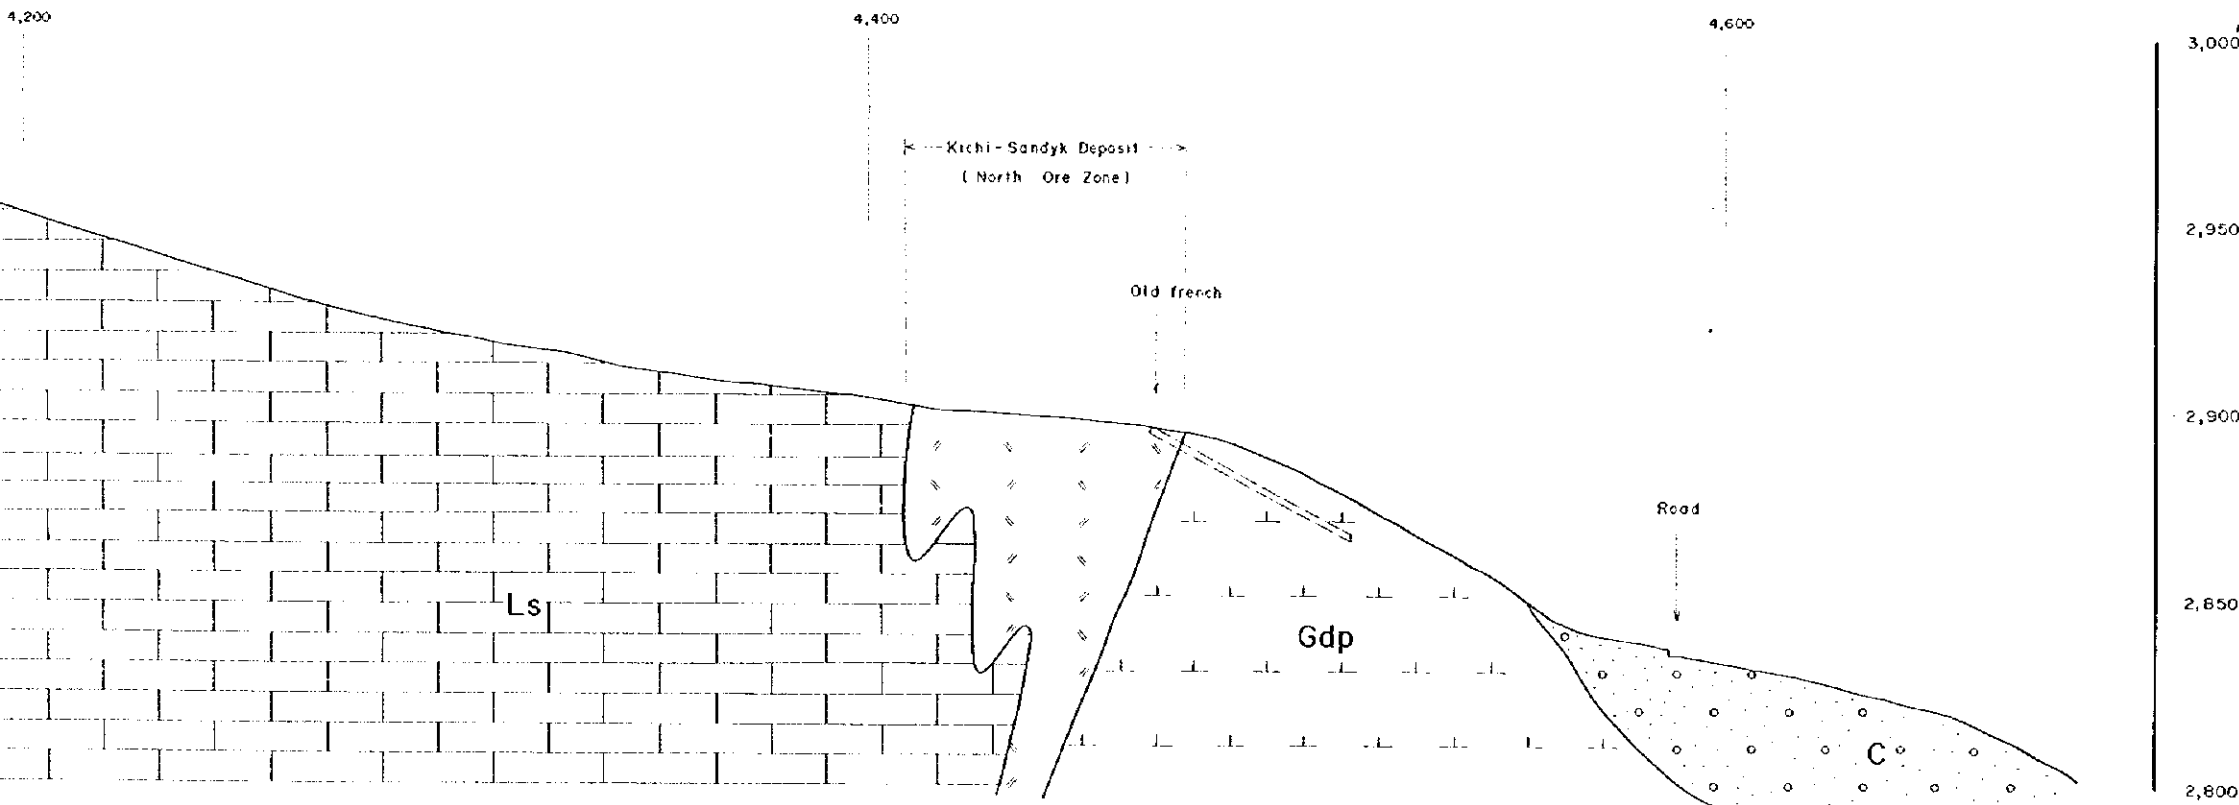 4,200
4,400
4,600
3,000
Kichi-Sandyk Deposit
(North Ore Zone)
2,950
Old french
2,900
Road
2,850
Ls
Gdp
C
2,800